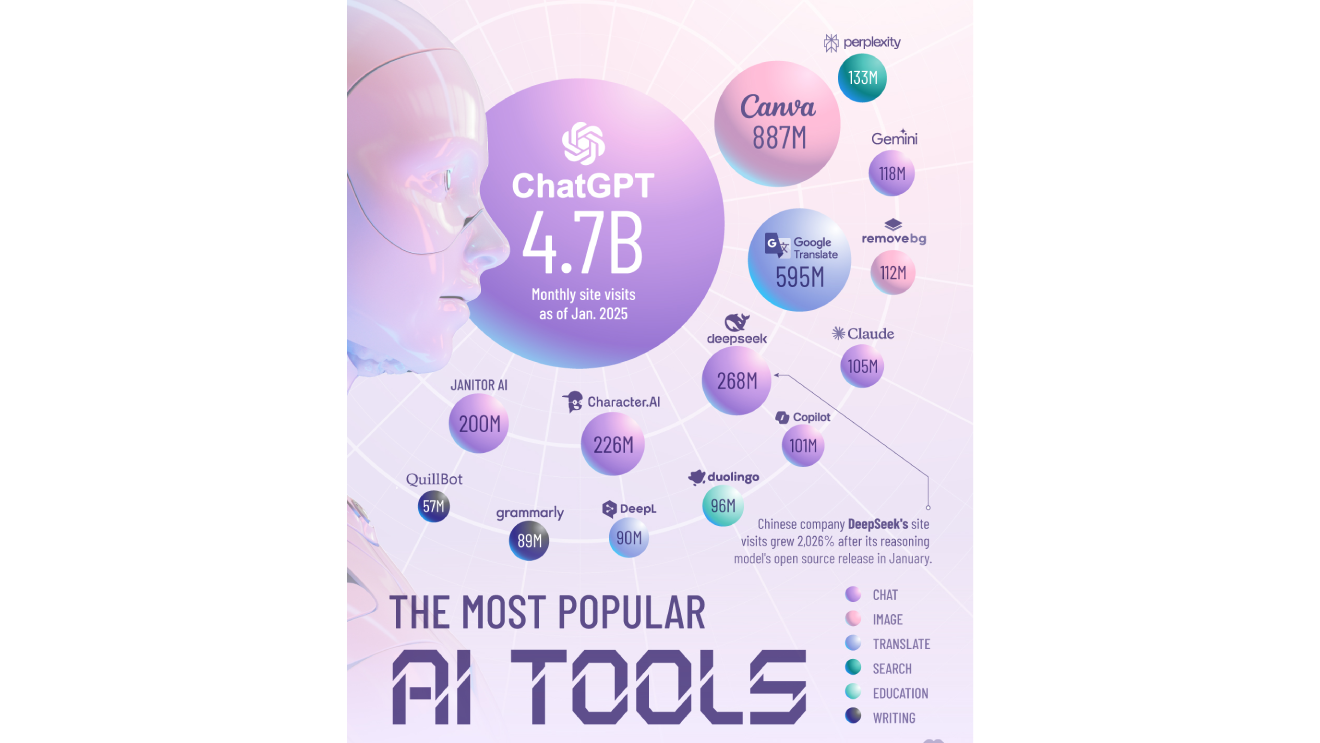 perplexity
133M
Canva
887M
Gemini
118M
ChatGPT
4.7B
Monthly site visits
as of Jan. 2025
removebg
112M
G Google
Translate
595M
deepseek
268M
Claude
105M
JANITOR AI
200M
Character.AI
226M
Copilot
101M
QuillBot
57M
grammarly
89M
DeepL
90M
duolingo
96M
Chinese company DeepSeek's site
visits grew 2,026% after its reasoning
model's open source release in January.
THE MOST POPULAR
AI TOOLS
CHAT
IMAGE
TRANSLATE
SEARCH
EDUCATION
WRITING